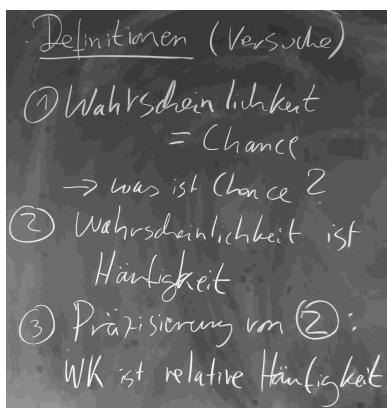 Definitionen (Versuche)
① Wahrscheinlichkeit
= Chance
→ was ist Chance ?
② Wahrscheinlichkeit ist
Häufigkeit
③ Präzisierung von ②:
WK ist relative Häufigkeit